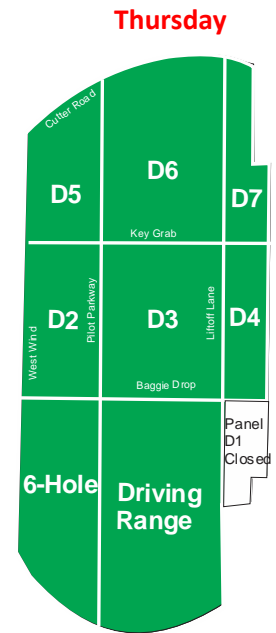 Thursday
Cutter Road
D6
D5
D7
Key Grab
West Wind
D2
Pilot Parkway
D3
Liftoff Lane
D4
Baggie Drop
Panel
D1
Closed
6-Hole
Driving
Range